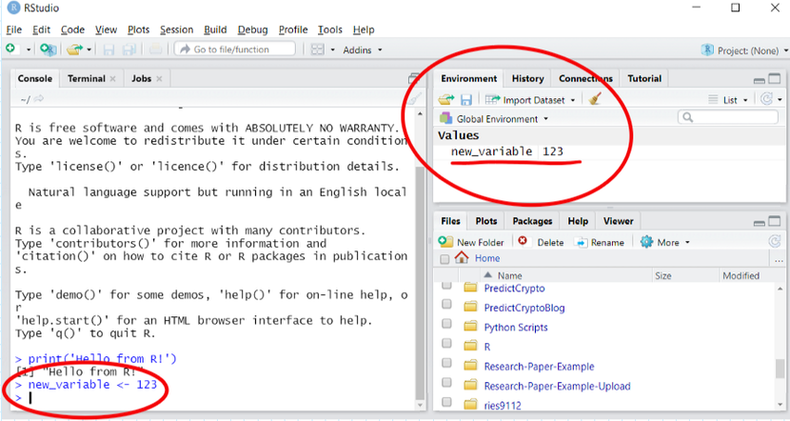 RStudio
File Edit Code View Plots Session Build Debug Profile Tools Help
Go to file/function
Addins
Project: (None)
Console Terminal Jobs
~/
R is free software and comes with ABSOLUTELY NO WARRANTY.
You are welcome to redistribute it under certain condition
s.
Type 'license()' or 'licence()' for distribution details.
Natural language support but running in an English local
e
R is a collaborative project with many contributors.
Type 'contributors()' for more information and
'citation()' on how to cite R or R packages in publication
s.
Type 'demo()' for some demos, 'help()' for on-line help, or
'help.start()' for an HTML browser interface to help.
Type 'q()' to quit R.
> print('Hello from R!')
[1] "Hello from R!"
> new_variable <- 123
>
Environment History Connections Tutorial
Import Dataset
List
Global Environment
Values
new_variable 123
Files Plots Packages Help Viewer
New Folder Delete Rename More
Home
...
Name Size Modified
PredictCrypto
PredictCryptoBlog
Python Scripts
R
Research-Paper-Example
Research-Paper-Example-Upload
ries9112